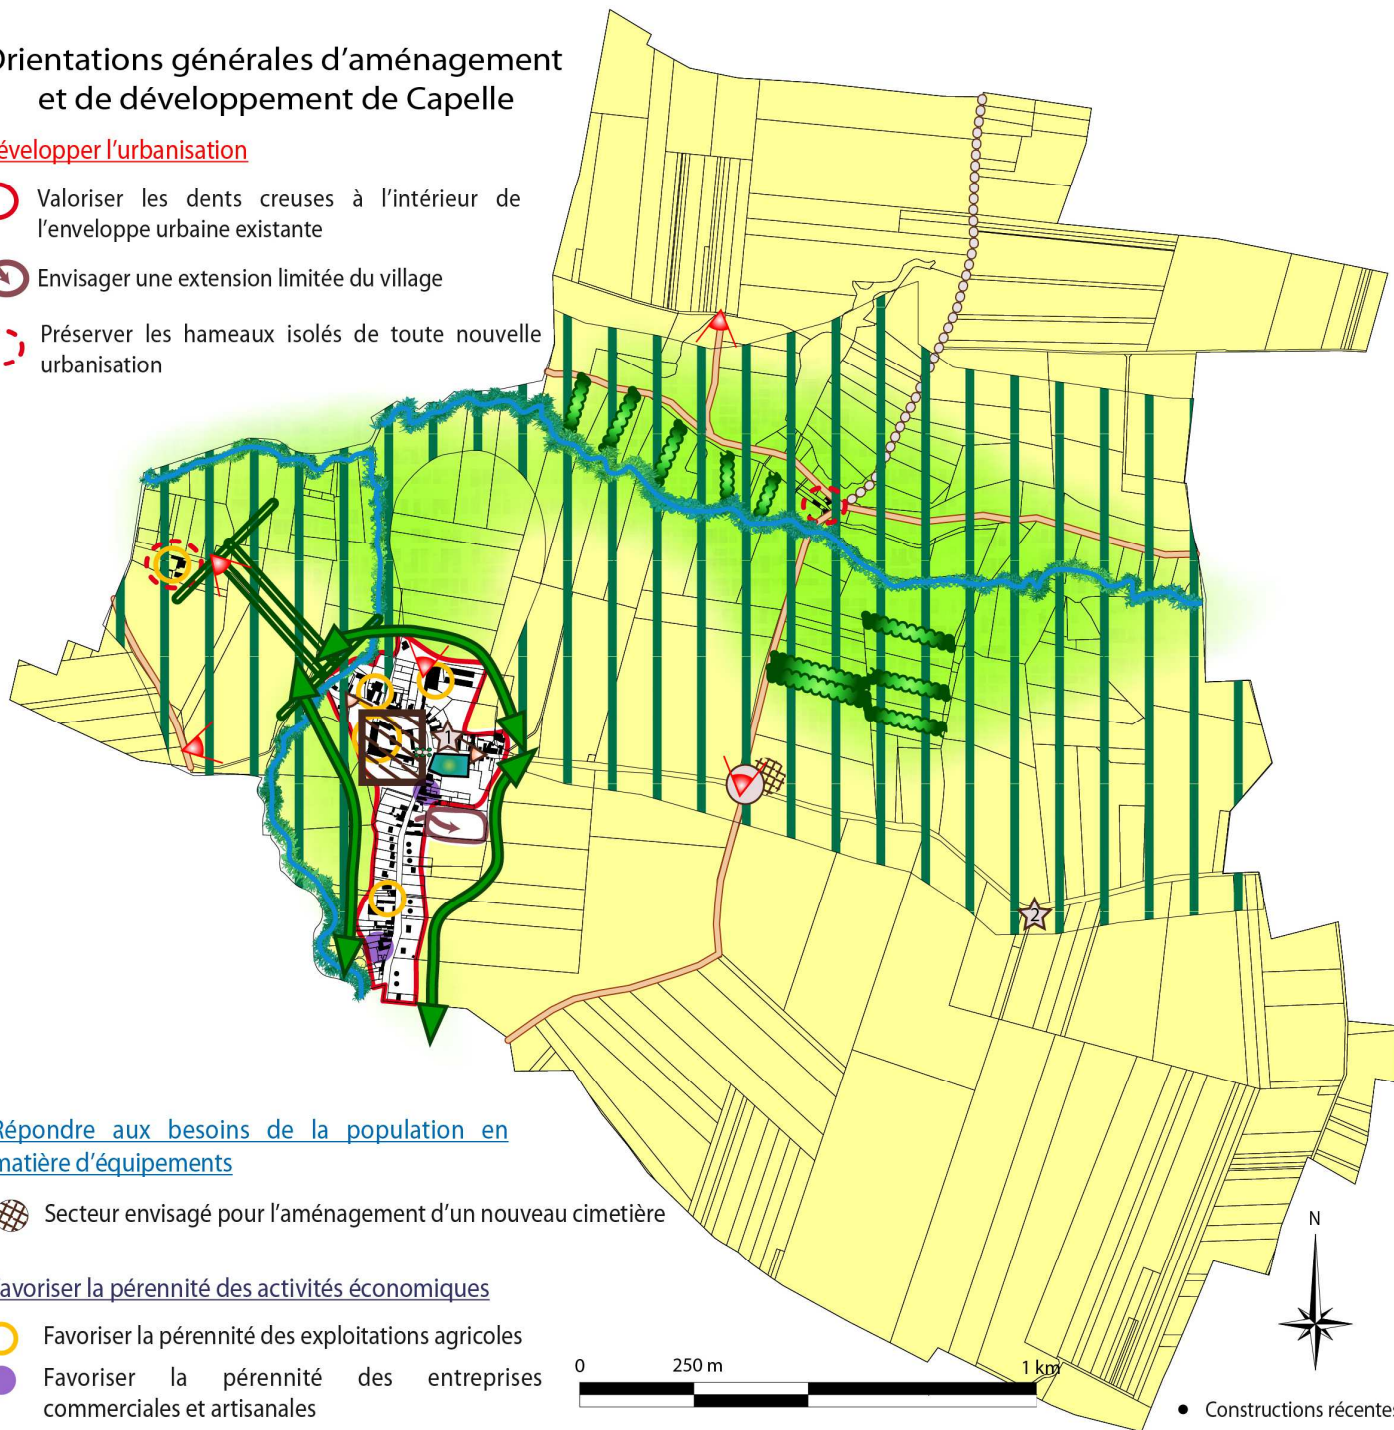 Orientations générales d'aménagement
et de développement de Capelle
évelopper l'urbanisation
Valoriser les dents creuses à l'intérieur de
l'enveloppe urbaine existante
Envisager une extension limitée du village
Préserver les hameaux isolés de toute nouvelle
urbanisation
1
2
Répondre aux besoins de la population en
matière d'équipements
Secteur envisagé pour l'aménagement d'un nouveau cimetière
avoriser la pérennité des activités économiques
Favoriser la pérennité des exploitations agricoles
Favoriser la pérennité des entreprises
commerciales et artisanales
0 250 m 1 km
N
Constructions récentes